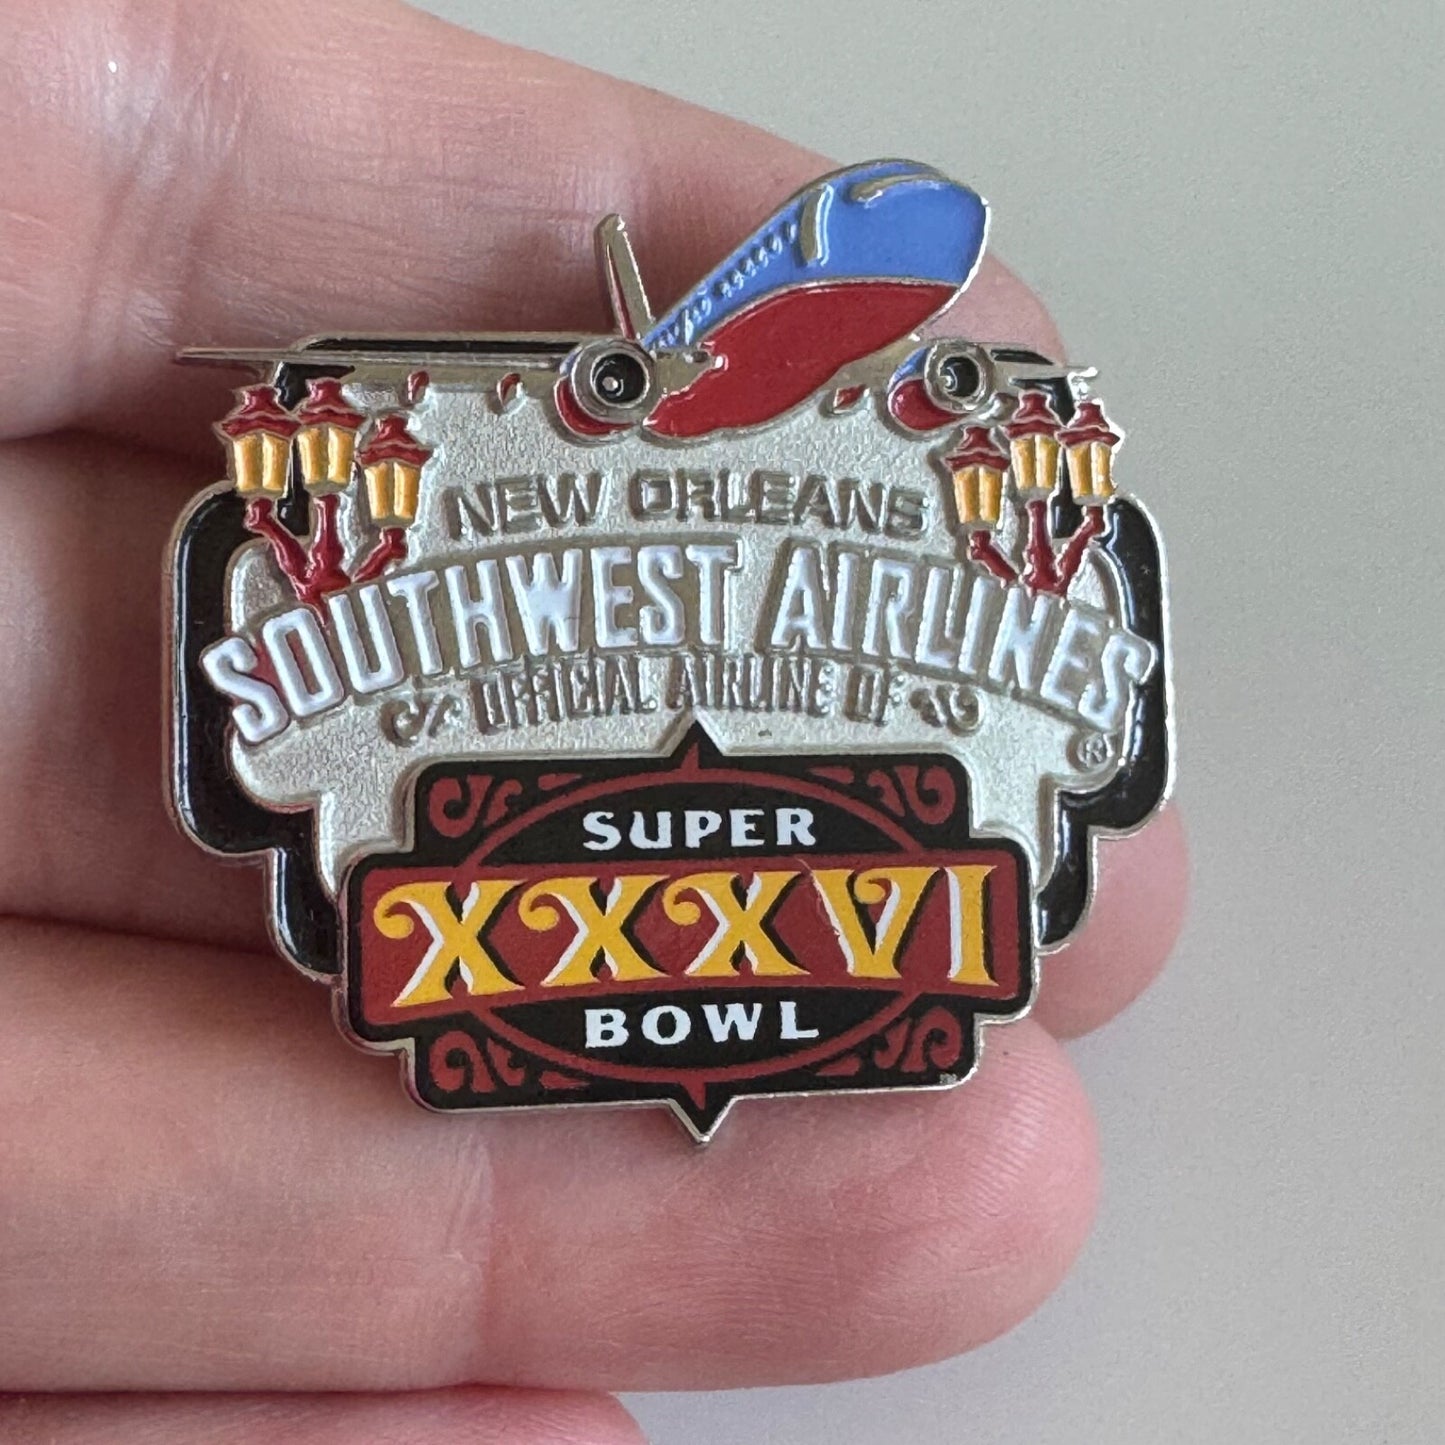 NEW ORLEANS
SOUTHWEST AIRLINES
OFFICIAL AIRLINE OF
®
SUPER
XXXVI
BOWL